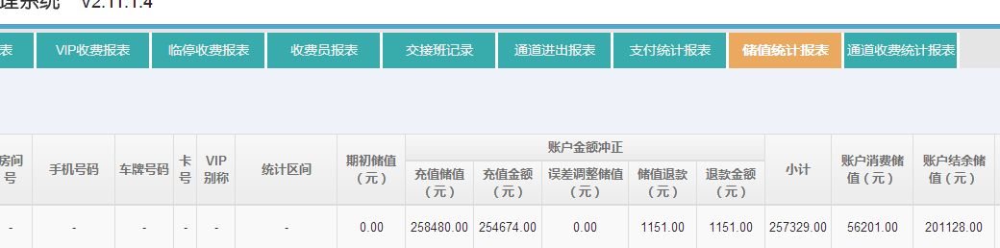 理系统 V2.11.1.4
表 VIP收费报表 临停收费报表 收费员报表 交接班记录 通道进出报表 支付统计报表 储值统计报表 通道收费统计报表
房间号 手机号码 车牌号码 卡号 VIP别称 统计区间 期初储值（元） 账户金额冲正 小计 账户消费储值（元） 账户结余储值（元）
充值储值（元） 充值金额（元） 误差调整储值（元） 储值退款（元） 退款金额（元）
- - - - - - 0.00 258480.00 254674.00 0.00 1151.00 1151.00 257329.00 56201.00 201128.00